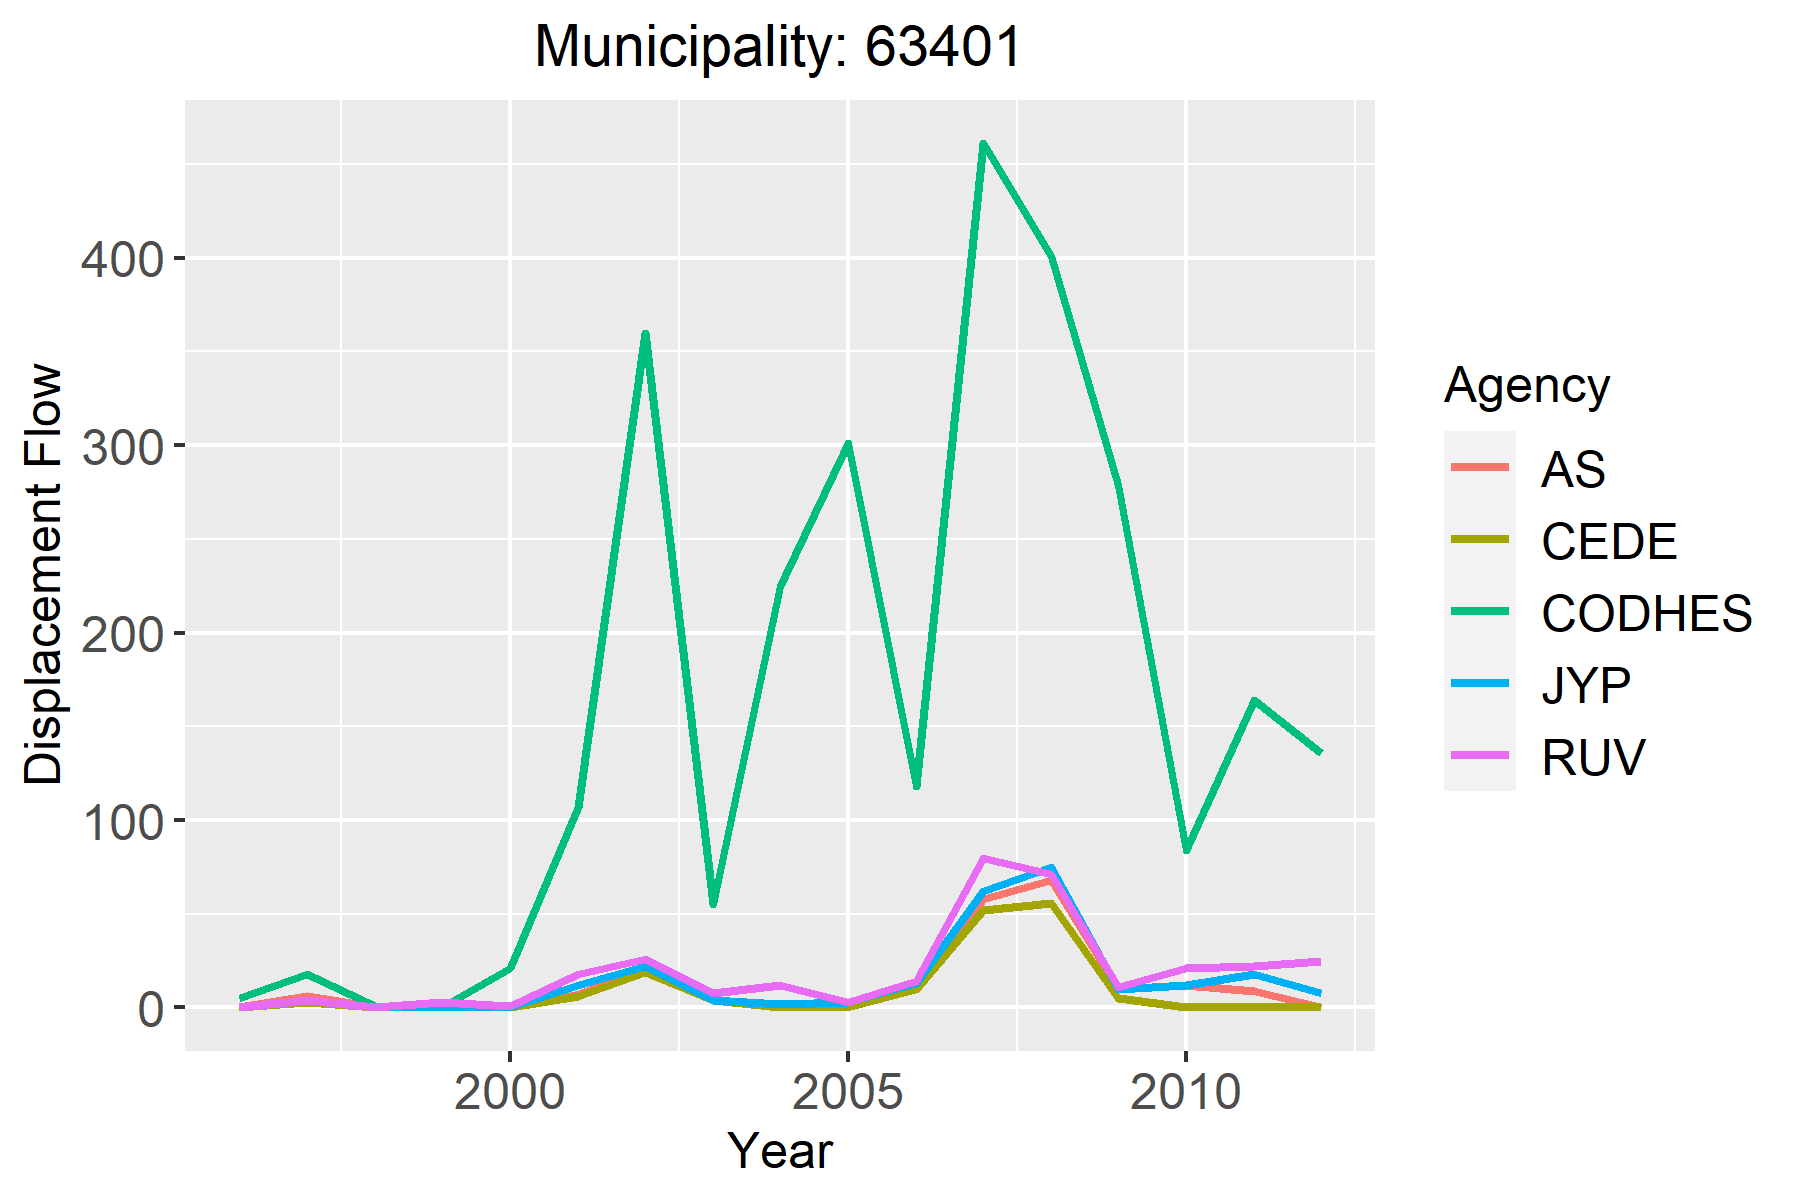 Municipality: 63401
Displacement Flow
400
300
200
100
0
2000 2005 2010
Year
Agency
AS
CEDE
CODHES
JYP
RUV